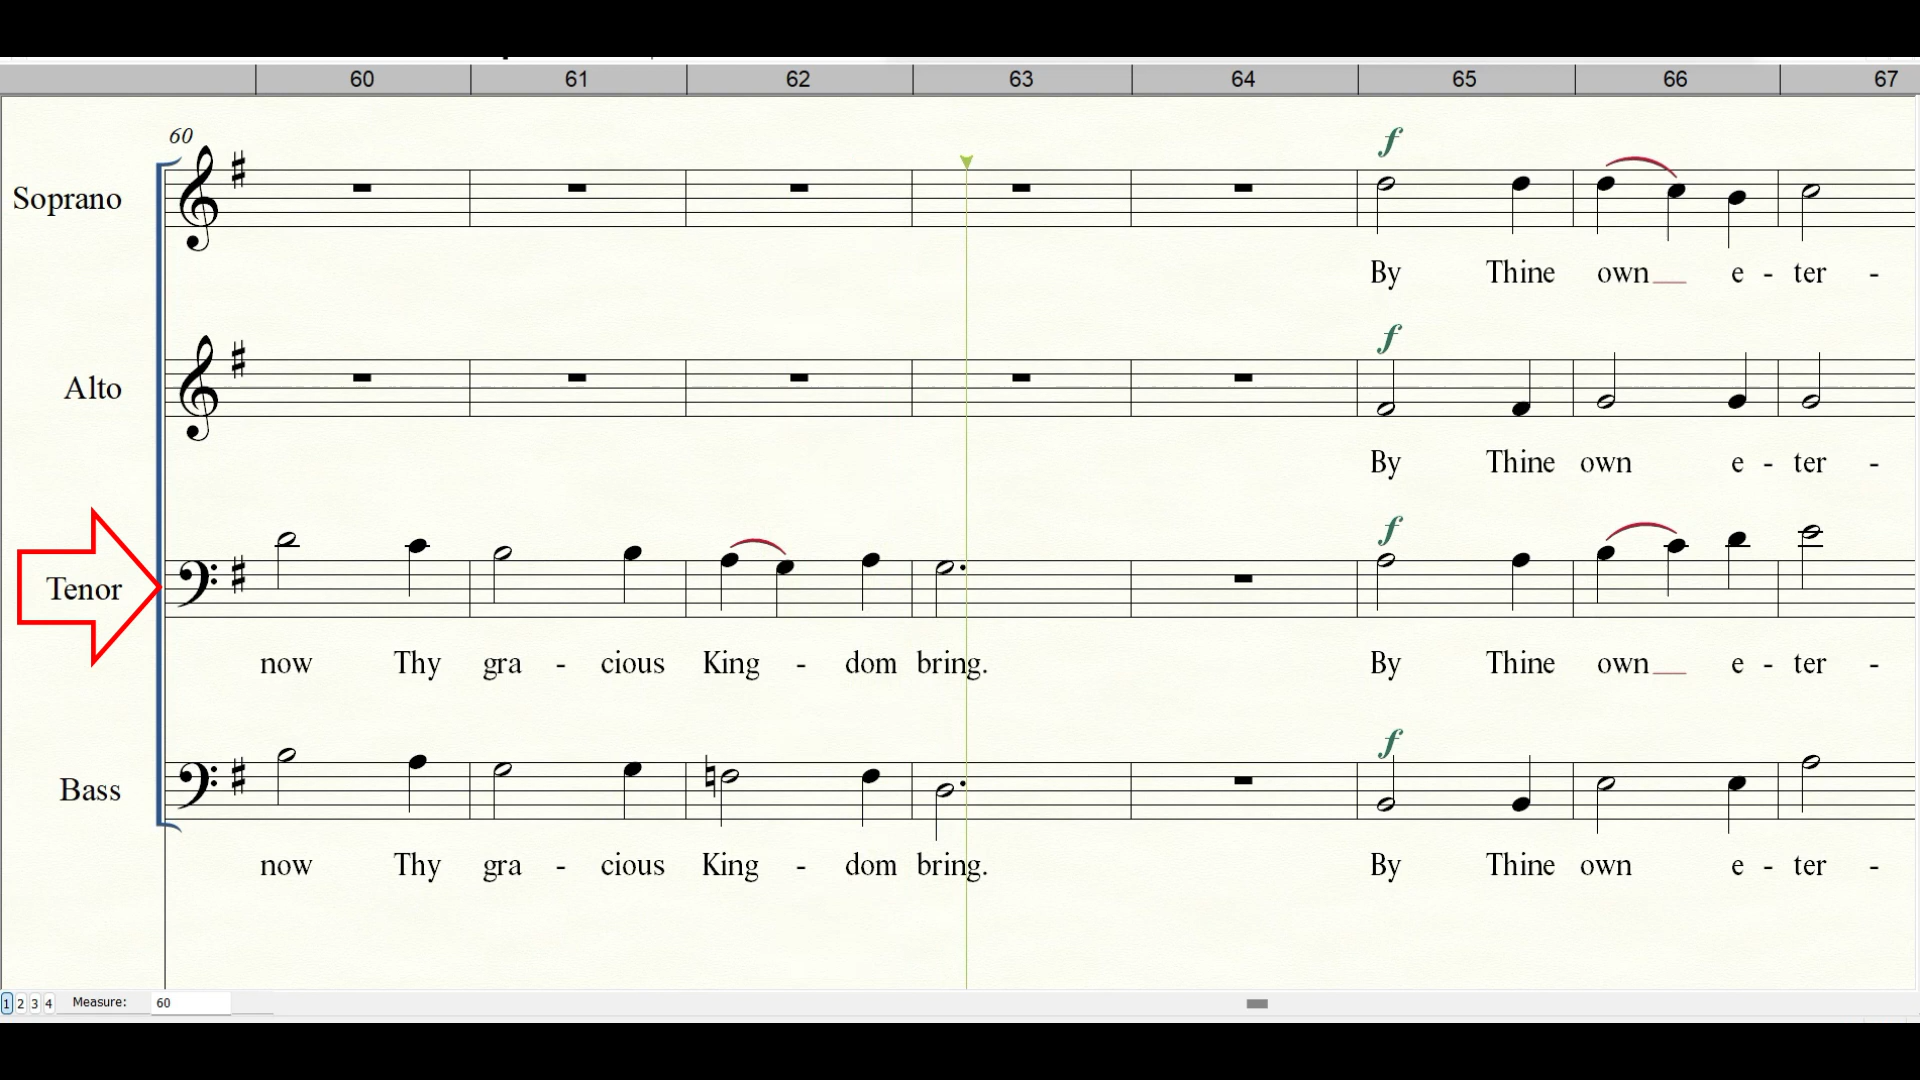 60 61 62 63 64 65 66 67
60
f
Soprano
By Thine own e - ter -
f
Alto
By Thine own e - ter -
f
Tenor
now Thy gra - cious King - dom bring. By Thine own e - ter -
f
Bass
now Thy gra - cious King - dom bring. By Thine own e - ter -
1 2 3 4 Measure: 60